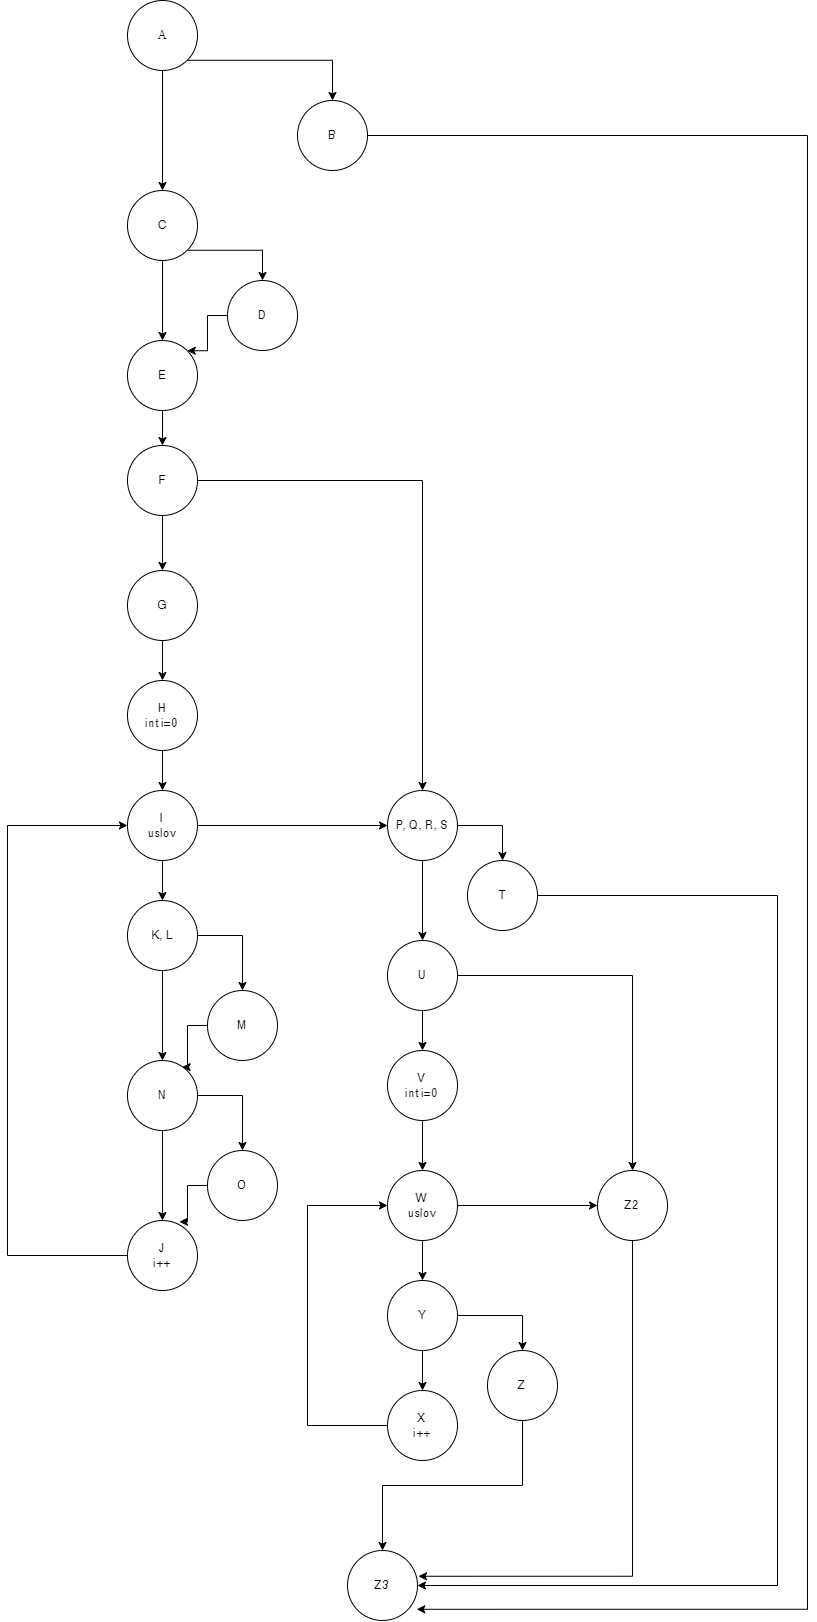 A
B
C
D
E
F
G
H
int i=0
I
uslov
P, Q, R, S
T
K, L
U
M
V
int i=0
N
O
W
uslov
Z2
J
i++
Y
Z
X
i++
Z3